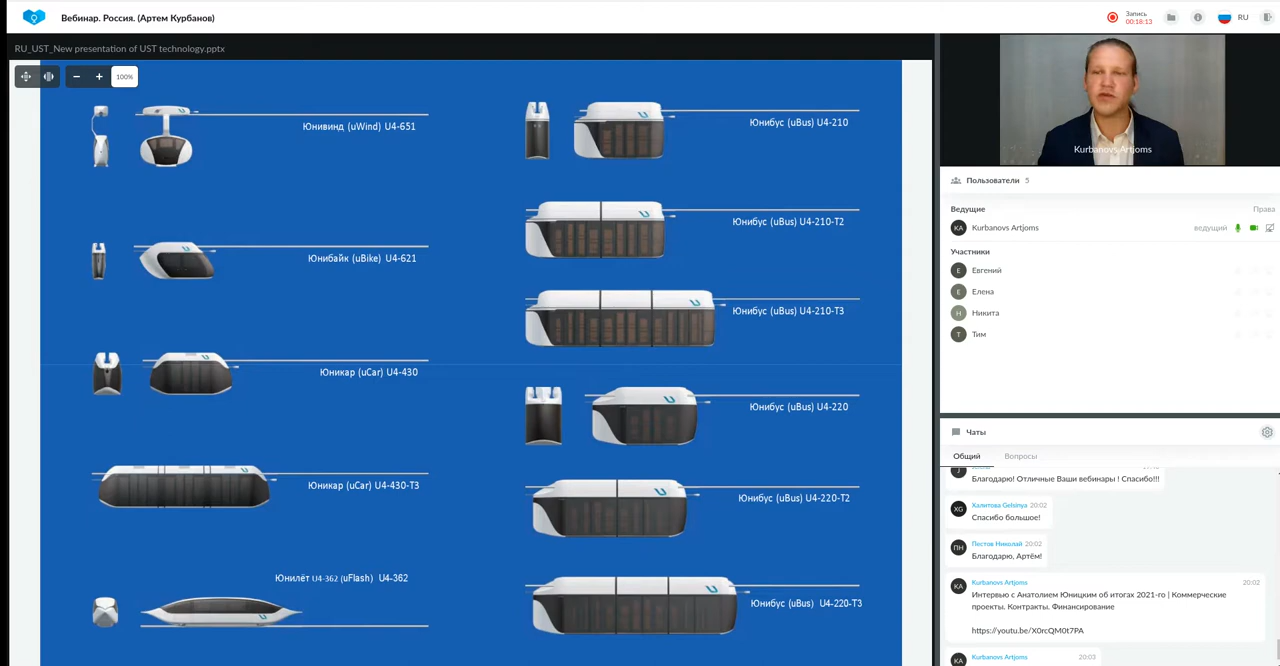 Вебинар. Россия. (Артем Курбанов)
Запись
00:18:13
RU
RU_UST_New presentation of UST technology.pptx
100%
Юнивинд (uWind) U4-651
Юнибайк (uBike) U4-621
Юникар (uCar) U4-430
Юникар (uCar) U4-430-T3
Юнилёт U4-362 (uFlash) U4-362
Юнибус (uBus) U4-210
Юнибус (uBus) U4-210-T2
Юнибус (uBus) U4-210-T3
Юнибус (uBus) U4-220
Юнибус (uBus) U4-220-T2
Юнибус (uBus) U4-220-T3
Kurbanovs Artjoms
Пользователи 5
Ведущие Права
KA Kurbanovs Artjoms ведущий
Участники
Е Евгений
Е Елена
Н Никита
Т Тим
Чаты
Общий Вопросы
Благодарю! Отличные Ваши вебинары ! Спасибо!!!
XG Халитова Gelsinya 20:02
Спасибо большое!
ПН Пестов Николай 20:02
Благодарю, Артём!
KA Kurbanovs Artjoms 20:02
Интервью с Анатолием Юницким об итогах 2021-го | Коммерческие
проекты. Контракты. Финансирование
https://youtu.be/X0rcQM0t7PA
KA Kurbanovs Artjoms 20:03